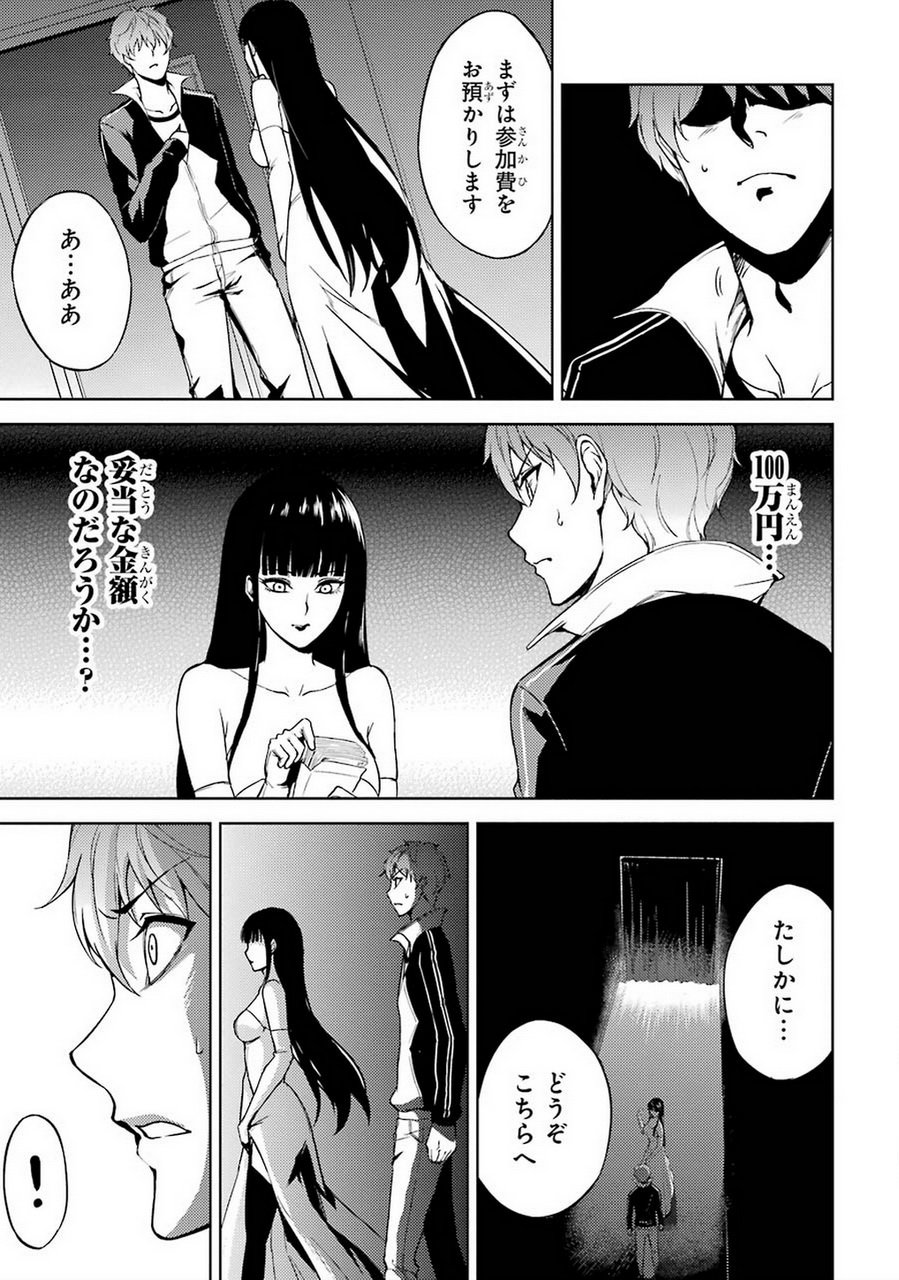 まずは参加費を
お預かりします
あ…ああ
100万円…
妥当な金額
なのだろうか…?
たしかに…
どうぞ
こちらへ
!